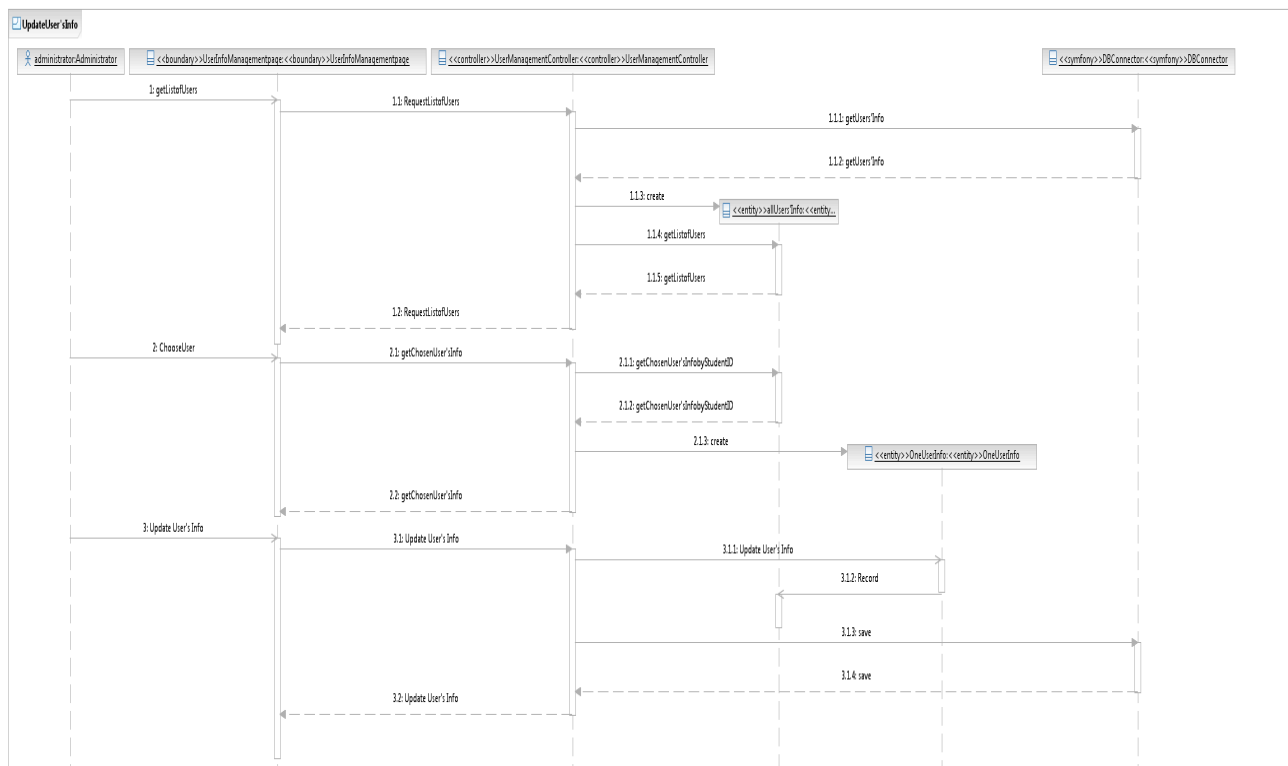 UpdateUser'sInfo
administrator:Administrator
<<boundary>>UserInfoManagementpage:<<boundary>>UserInfoManagementpage
<<controller>>UserManagementController:<<controller>>UserManagementController
<<symfony>>DBConnector:<<symfony>>DBConnector
1: getListofUsers
1.1: RequestListofUsers
1.1.1: getUsers'Info
1.1.2: getUsers'Info
1.1.3: create
<<entity>>allUsers'Info:<<entity...
1.1.4: getListofUsers
1.1.5: getListofUsers
1.2: RequestListofUsers
2: ChooseUser
2.1: getChosenUser'sInfo
2.1.1: getChosenUser'sInfobyStudentID
2.1.2: getChosenUser'sInfobyStudentID
2.1.3: create
<<entity>>OneUserInfo:<<entity>>OneUserInfo
2.2: getChosenUser'sInfo
3: Update User's Info
3.1: Update User's Info
3.1.1: Update User's Info
3.1.2: Record
3.1.3: save
3.1.4: save
3.2: Update User's Info